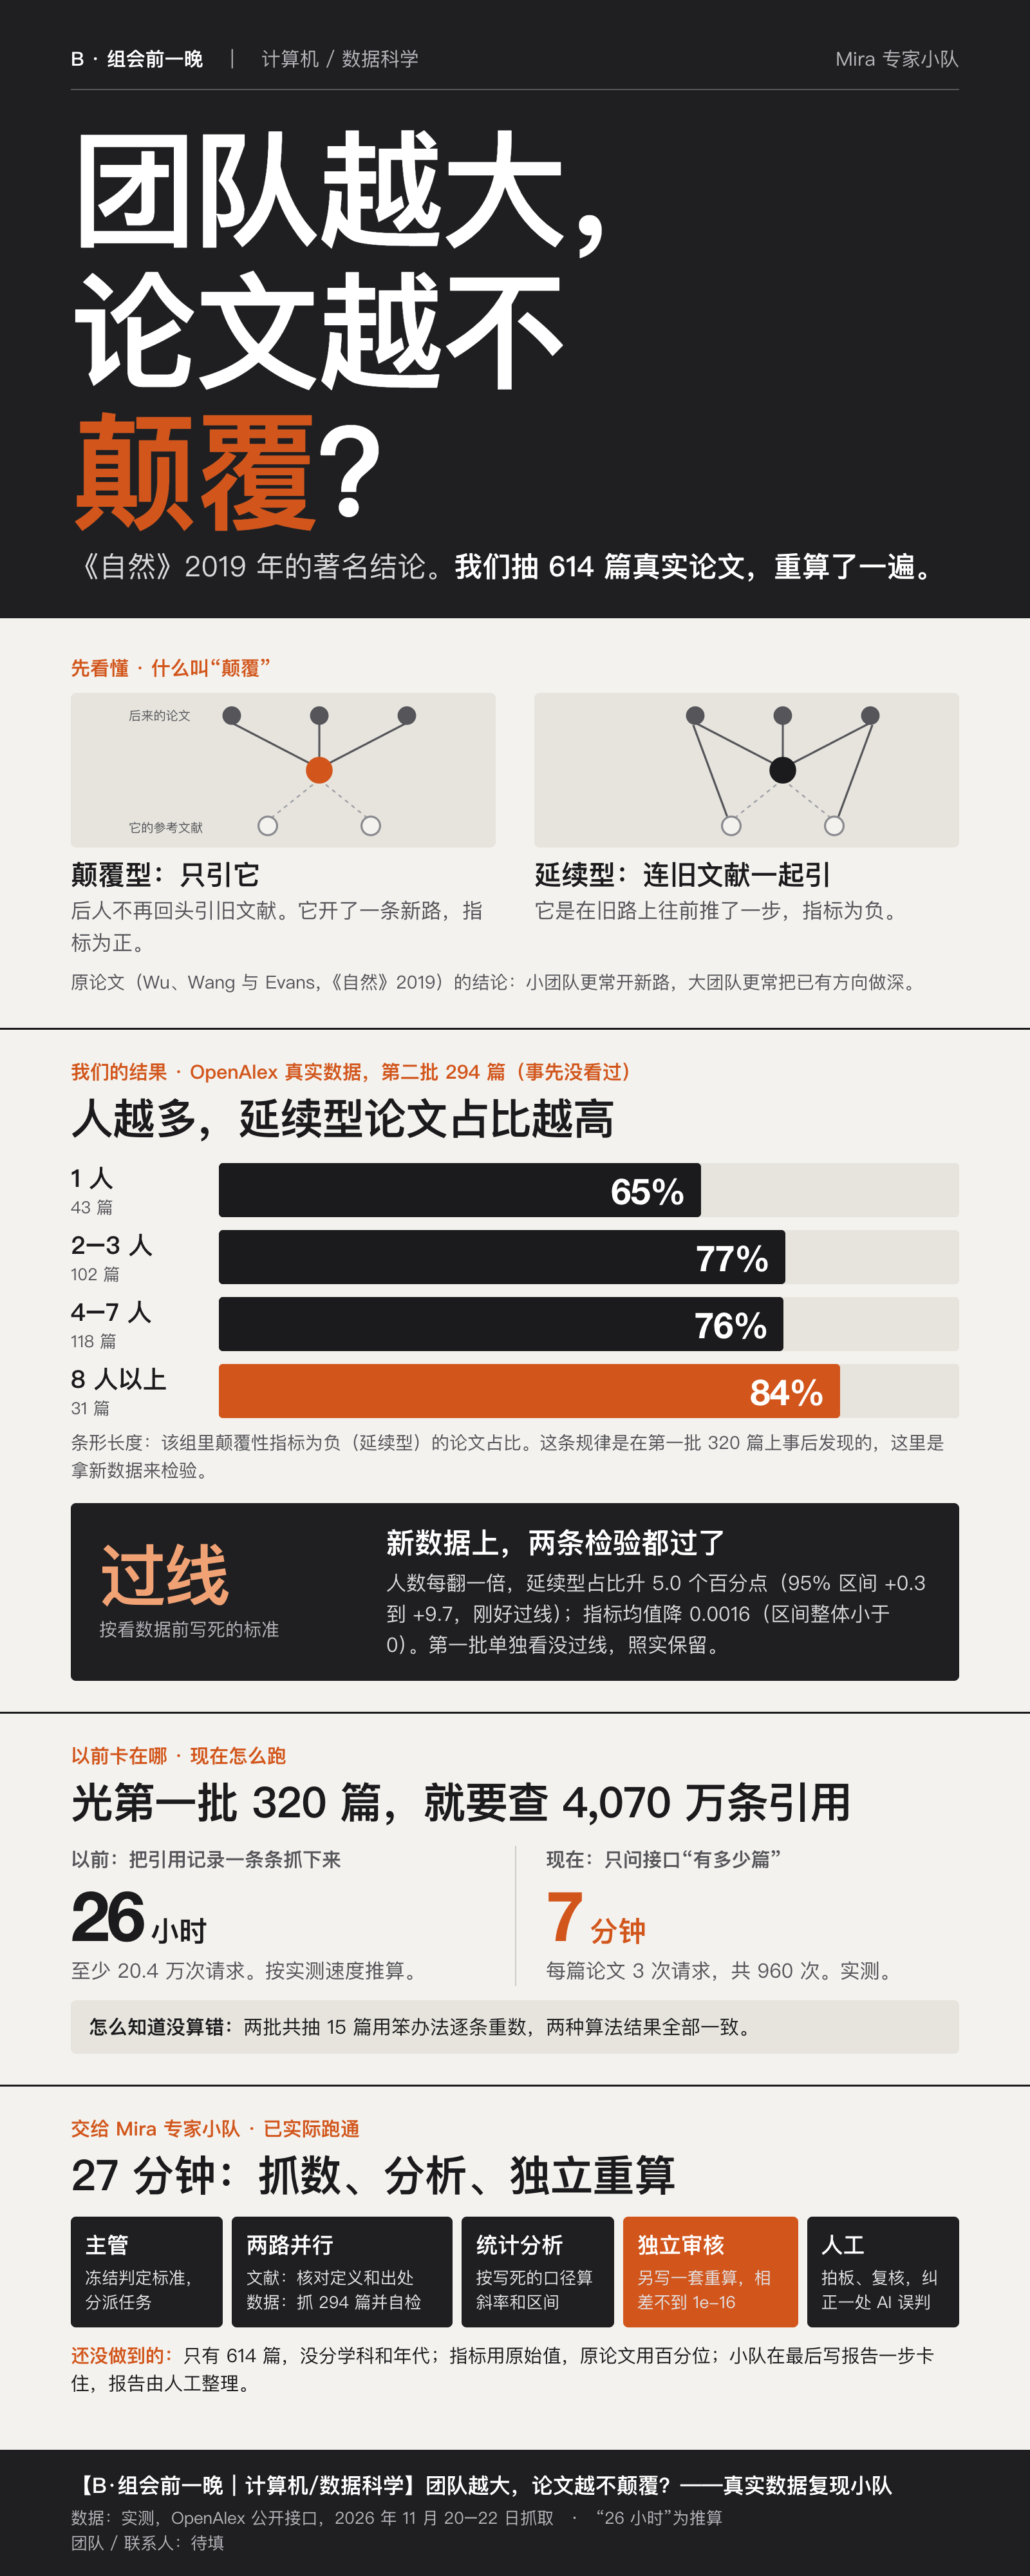 B · 组会前一晚 | 计算机 / 数据科学
Mira 专家小队
团队越大，
论文越不
颠覆？
《自然》2019 年的著名结论。我们抽 614 篇真实论文，重算了一遍。
先看懂 · 什么叫“颠覆”
后来的论文
它的参考文献
颠覆型：只引它
后人不再回头引旧文献。它开了一条新路，指
标为正。
延续型：连旧文献一起引
它是在旧路上往前推了一步，指标为负。
原论文（Wu、Wang 与 Evans，《自然》2019）的结论：小团队更常开新路，大团队更常把已有方向做深。
我们的结果 · OpenAlex 真实数据，第二批 294 篇（事先没看过）
人越多，延续型论文占比越高
1 人
43 篇
65%
2–3 人
102 篇
77%
4–7 人
118 篇
76%
8 人以上
31 篇
84%
条形长度：该组里颠覆性指标为负（延续型）的论文占比。这条规律是在第一批 320 篇上事后发现的，这里是
拿新数据来检验。
过线
按看数据前写死的标准
新数据上，两条检验都过了
人数每翻一倍，延续型占比升 5.0 个百分点（95% 区间 +0.3
到 +9.7，刚好过线）；指标均值降 0.0016（区间整体小于
0）。第一批单独看没过线，照实保留。
以前卡在哪 · 现在怎么跑
光第一批 320 篇，就要查 4,070 万条引用
以前：把引用记录一条条抓下来
26 小时
至少 20.4 万次请求。按实测速度推算。
现在：只问接口“有多少篇”
7 分钟
每篇论文 3 次请求，共 960 次。实测。
怎么知道没算错：两批共抽 15 篇用笨办法逐条重数，两种算法结果全部一致。
交给 Mira 专家小队 · 已实际跑通
27 分钟：抓数、分析、独立重算
主管
冻结判定标准，
分派任务
两路并行
文献：核对定义和出处
数据：抓 294 篇并自检
统计分析
按写死的口径算
斜率和区间
独立审核
另写一套重算，相
差不到 1e–16
人工
拍板、复核，纠
正一处 AI 误判
还没做到的：只有 614 篇，没分学科和年代；指标用原始值，原论文用百分位；小队在最后写报告一步卡
住，报告由人工整理。
【B·组会前一晚｜计算机/数据科学】团队越大，论文越不颠覆？——真实数据复现小队
数据：实测，OpenAlex 公开接口，2026 年 11 月 20–22 日抓取 · “26 小时”为推算
团队 / 联系人：待填